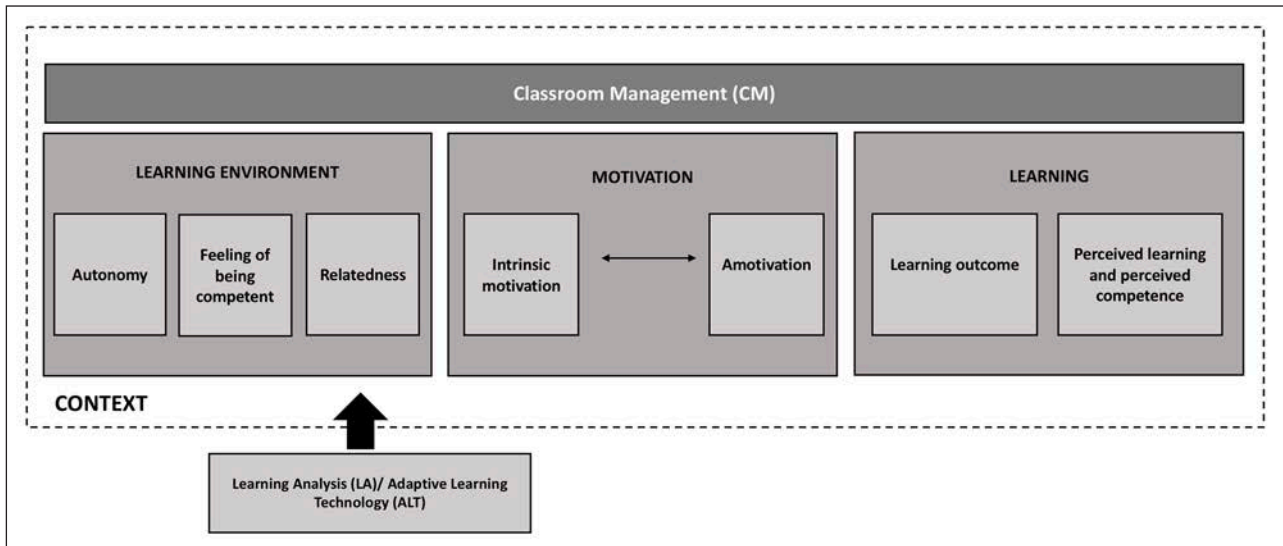 Classroom Management (CM)
LEARNING ENVIRONMENT
Autonomy
Feeling of
being
competent
Relatedness
MOTIVATION
Intrinsic
motivation
Amotivation
LEARNING
Learning outcome
Perceived learning
and perceived
competence
CONTEXT
Learning Analysis (LA)/ Adaptive Learning
Technology (ALT)